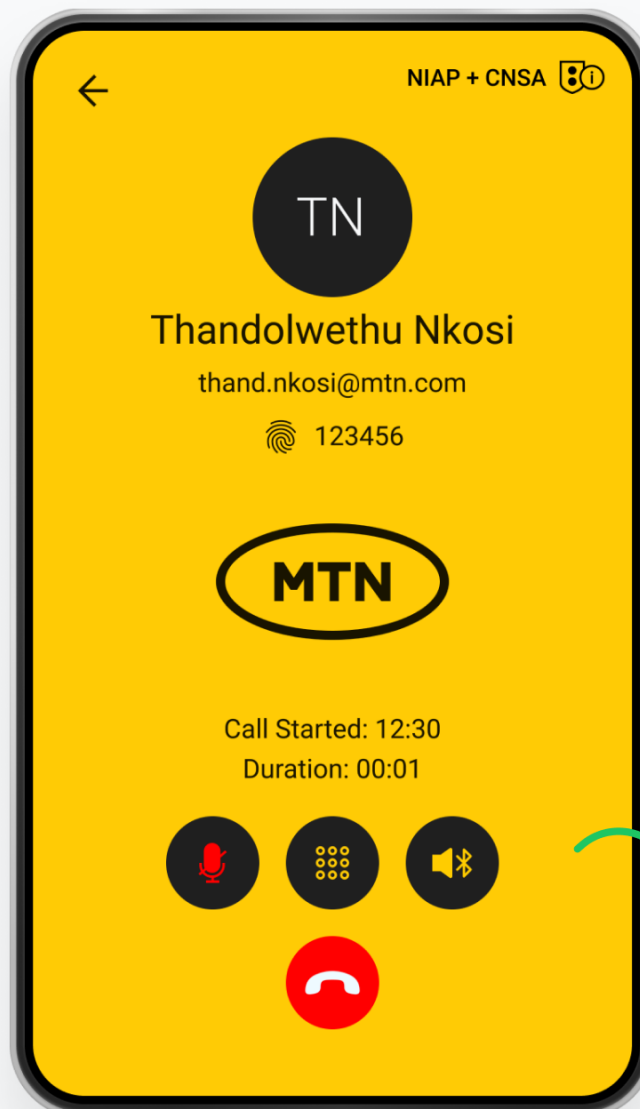 NIAP + CNSA
TN
Thandolwethu Nkosi
thand.nkosi@mtn.com
123456
MTN
Call Started: 12:30
Duration: 00:01